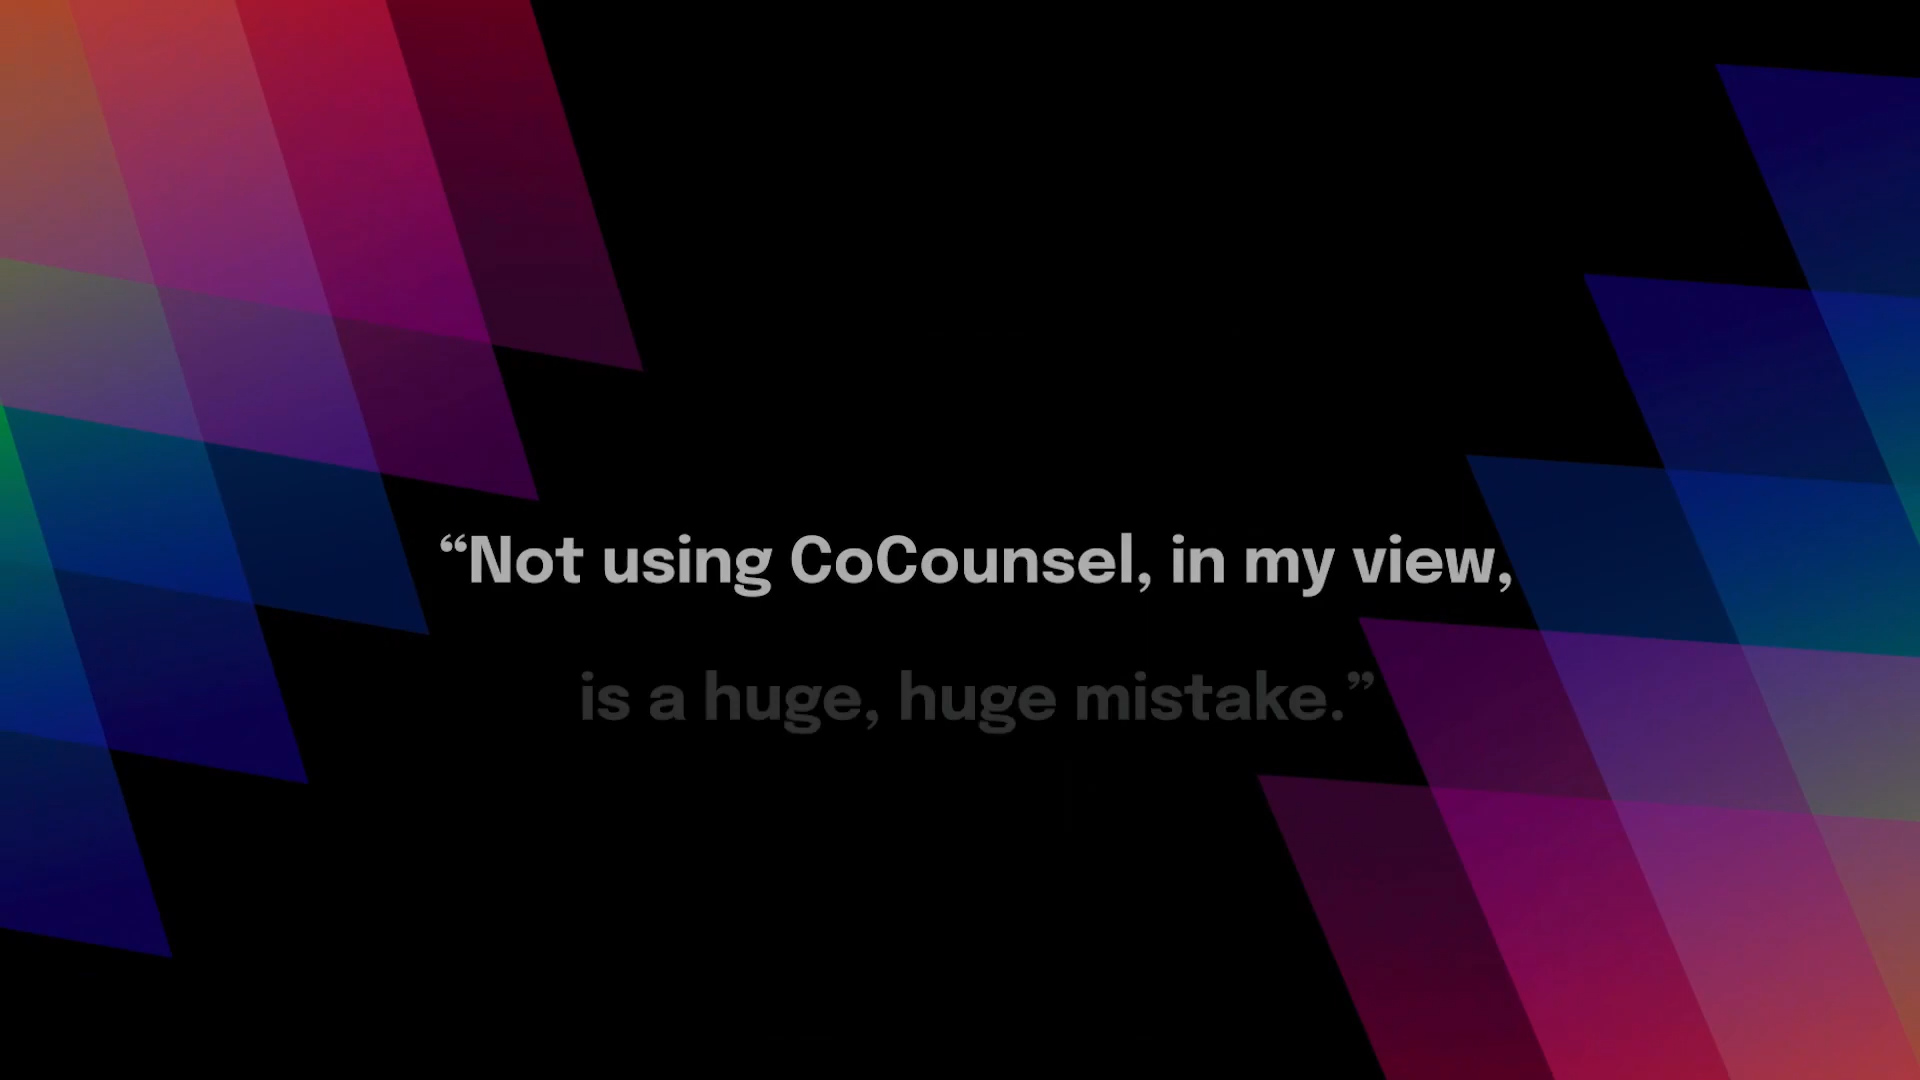 “Not using CoCounsel, in my view,
is a huge, huge mistake.”